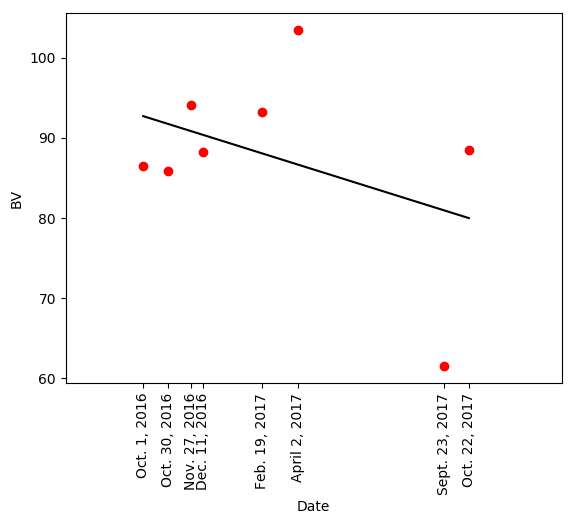 100
90
80
70
60
BV
Oct. 1, 2016
Oct. 30, 2016
Nov. 27, 2016
Dec. 11, 2016
Feb. 19, 2017
April 2, 2017
Sept. 23, 2017
Oct. 22, 2017
Date